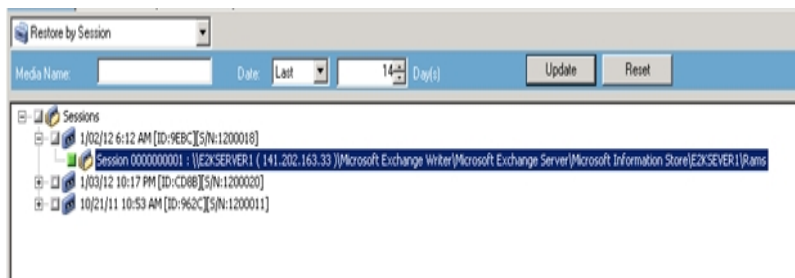 Restore by Session
Media Name: Date: Last 14 Day(s) Update Reset
Sessions
1/02/12 6:12 AM [ID:9EBC][S/N:1200018]
Session 0000000001 : \\E2KSERVER1 ( 141.202.163.33 )\Microsoft Exchange Writer\Microsoft Exchange Server\Microsoft Information Store\E2KSEVER1\Rams
1/03/12 10:17 PM [ID:CD8B][S/N:1200020]
10/21/11 10:53 AM [ID:962C][S/N:1200011]